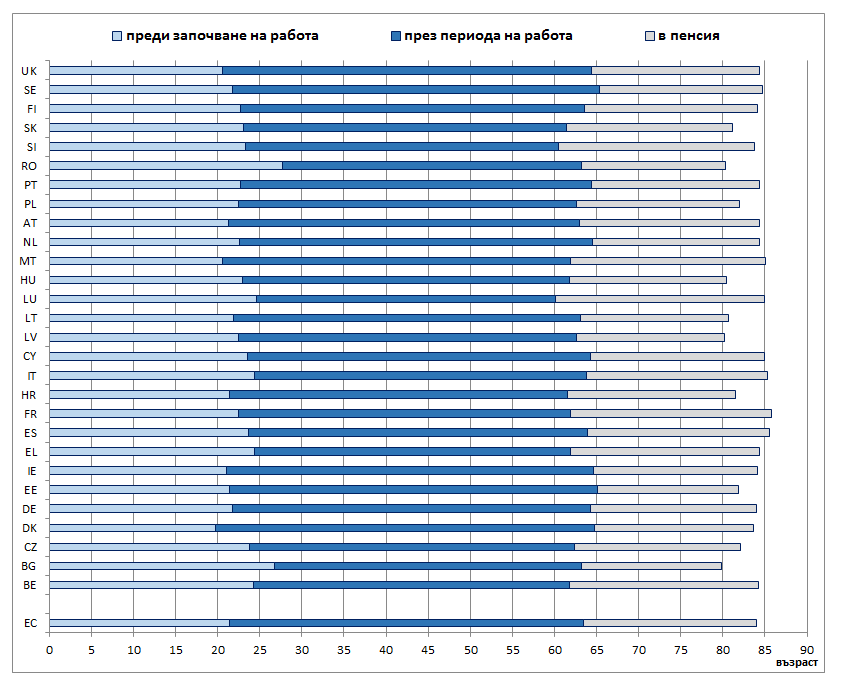 преди започване на работа през периода на работа в пенсия
UK
SE
FI
SK
SI
RO
PT
PL
AT
NL
MT
HU
LU
LT
LV
CY
IT
HR
FR
ES
EL
IE
EE
DE
DK
CZ
BG
BE
EC
0 5 10 15 20 25 30 35 40 45 50 55 60 65 70 75 80 85 90
възраст